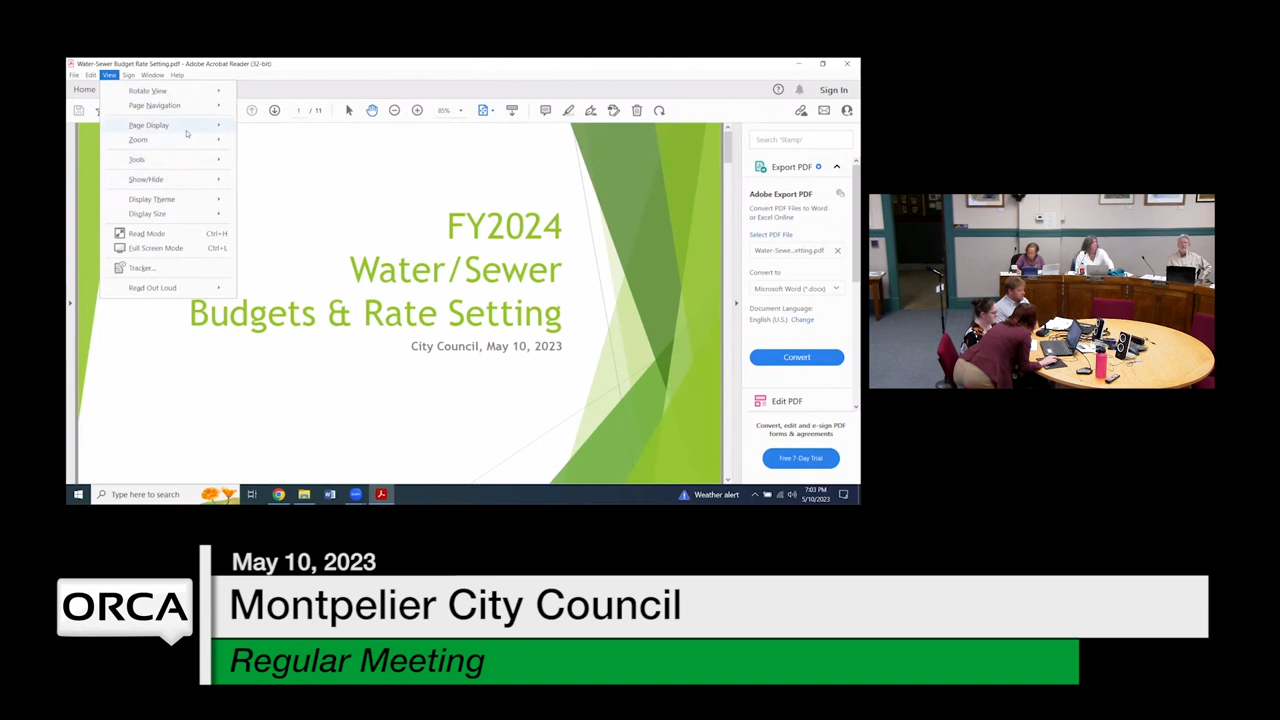 Water-Sewer Budget Rate Setting.pdf - Adobe Acrobat Reader (32-bit)
File Edit View Sign Window Help
Home
Sign In
Rotate View
Page Navigation
Page Display
Zoom
Tools
Show/Hide
Display Theme
Display Size
Read Mode Ctrl+H
Full Screen Mode Ctrl+L
Tracker...
Read Out Loud
1 / 11
85%
FY2024
Water/Sewer
Budgets & Rate Setting
City Council, May 10, 2023
Search 'Stamp'
Export PDF
Adobe Export PDF
Convert PDF Files to Word
or Excel Online
Select PDF File
Water-Sewe...etting.pdf
Convert to
Microsoft Word (*.docx)
Document Language:
English (U.S.) Change
Convert
Edit PDF
Convert, edit and e-sign PDF
forms & agreements
Free 7-Day Trial
Type here to search
Weather alert
7:03 PM
5/10/2023
May 10, 2023
ORCA
Montpelier City Council
Regular Meeting